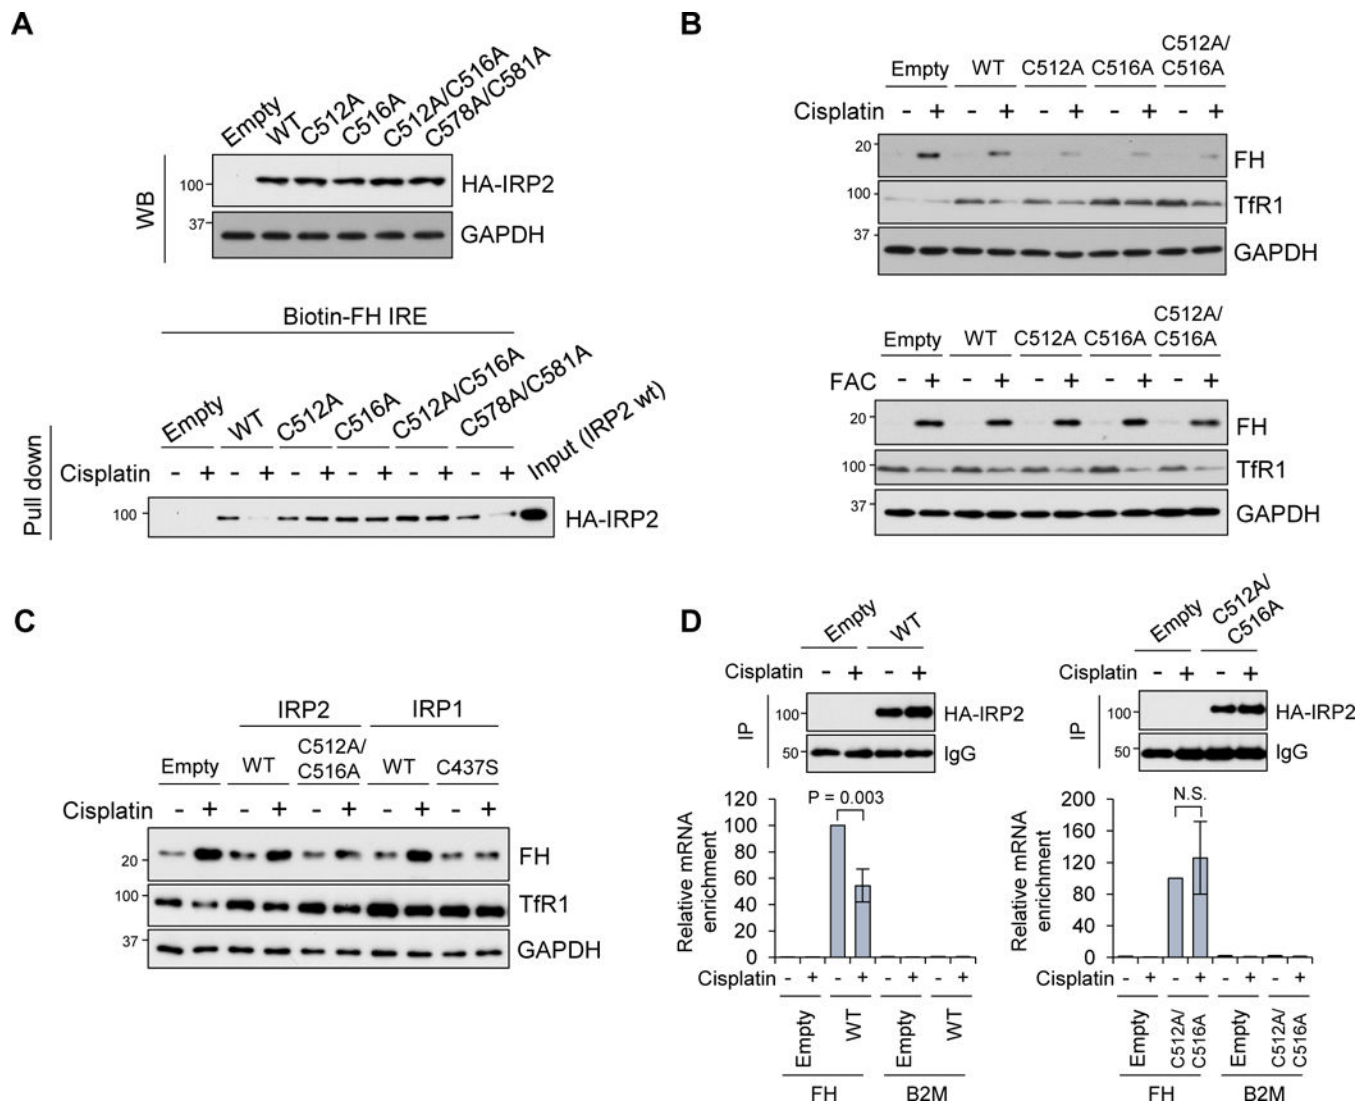 A
Empty
WT
C512A
C516A
C512A/C516A
C578A/C581A
WB
100
HA-IRP2
37
GAPDH
Biotin-FH IRE
Empty
WT
C512A
C516A
C512A/C516A
C578A/C581A
Input (IRP2 wt)
Pull down
Cisplatin - + - + - + - + - + - +
100
HA-IRP2
B
Empty WT C512A C516A C512A/
C516A
Cisplatin - + - + - + - + - +
20
FH
100
TfR1
37
GAPDH
Empty WT C512A C516A C512A/
C516A
FAC - + - + - + - + - +
20
FH
100
TfR1
37
GAPDH
C
IRP2 IRP1
Empty WT C512A/
C516A WT C437S
Cisplatin - + - + - + - + - +
20
FH
100
TfR1
37
GAPDH
D
Empty WT
Cisplatin - + - +
IP
100
HA-IRP2
50
IgG
P = 0.003
Relative mRNA
enrichment
120
100
80
60
40
20
0
Cisplatin - + - + - + - +
Empty WT Empty WT
FH B2M
Empty C512A/
C516A
Cisplatin - + - +
IP
100
HA-IRP2
50
IgG
N.S.
Relative mRNA
enrichment
200
160
120
80
40
0
Cisplatin - + - + - + - +
Empty C512A/
C516A Empty C512A/
C516A
FH B2M